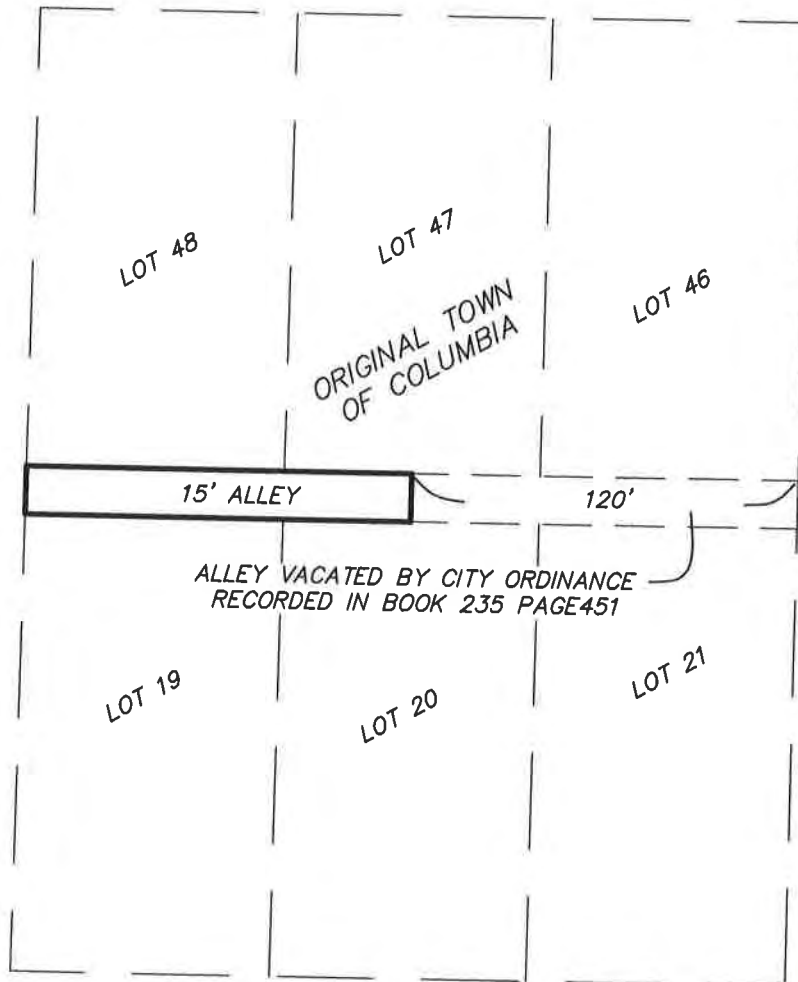 LOT 48
LOT 47
LOT 46
ORIGINAL TOWN
OF COLUMBIA
15' ALLEY
120'
ALLEY VACATED BY CITY ORDINANCE
RECORDED IN BOOK 235 PAGE451
LOT 19
LOT 20
LOT 21